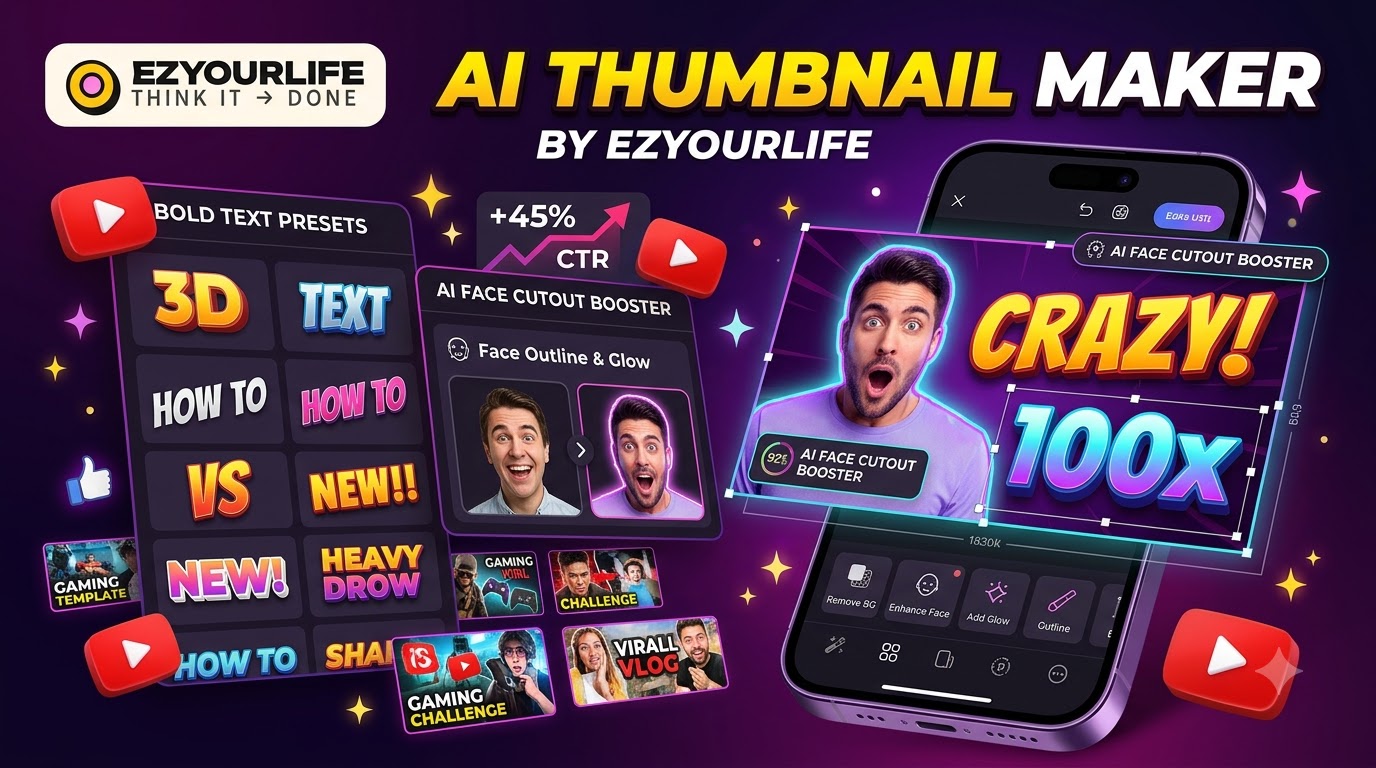 EZYOURLIFE
THINK IT → DONE
AI THUMBNAIL MAKER
BY EZYOURLIFE
BOLD TEXT PRESETS
3D
TEXT
HOW TO
HOW TO
VS
NEW!!
NEW!
HEAVY
DROW
HOW TO
SHA
+45%
CTR
AI FACE CUTOUT BOOSTER
Face Outline & Glow
GAMING
TEMPLATE
GAMING
CHALLENGE
GAMING
CHALLENGE
VIRALL
VLOG
AI FACE CUTOUT BOOSTER
CRAZY!
100x
AI FACE CUTOUT
BOOSTER
1830K
Remove BG
Enhance Face
Add Glow
Cutline